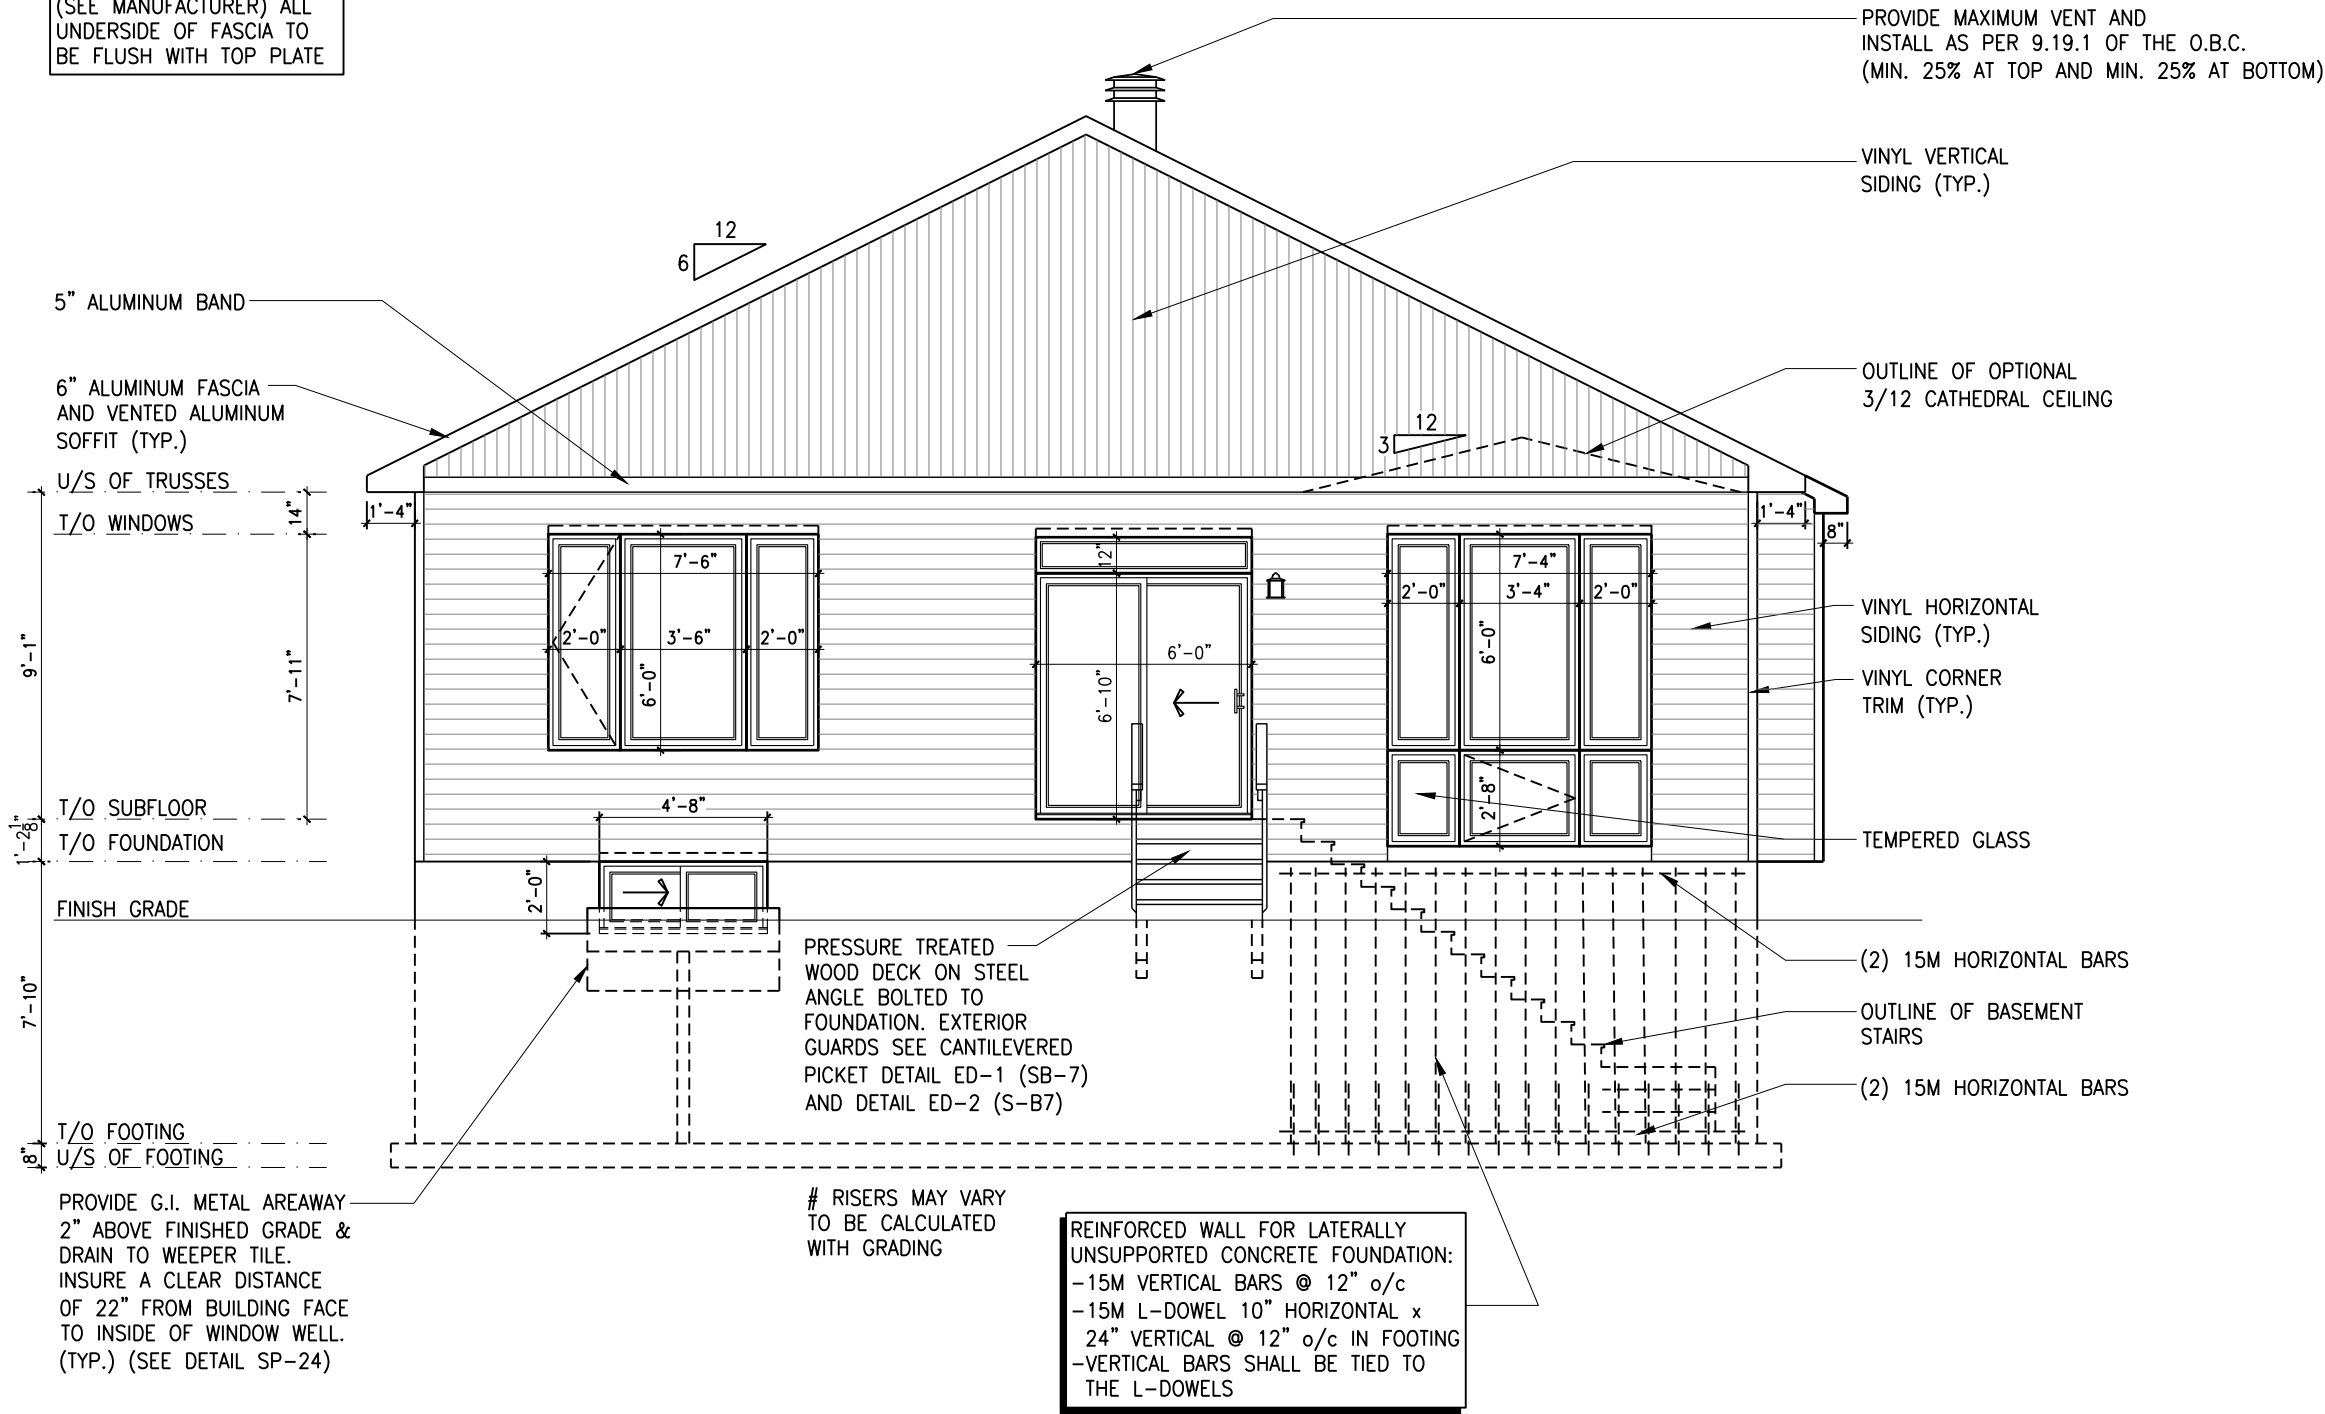 (SEE MANUFACTURER) ALL
UNDERSIDE OF FASCIA TO
BE FLUSH WITH TOP PLATE
PROVIDE MAXIMUM VENT AND
INSTALL AS PER 9.19.1 OF THE O.B.C.
(MIN. 25% AT TOP AND MIN. 25% AT BOTTOM)
VINYL VERTICAL
SIDING (TYP.)
12
6
5" ALUMINUM BAND
6" ALUMINUM FASCIA
AND VENTED ALUMINUM
SOFFIT (TYP.)
OUTLINE OF OPTIONAL
3/12 CATHEDRAL CEILING
12
3
U/S OF TRUSSES
T/O WINDOWS
14"
1'-4"
1'-4"
8"
9'-1"
7'-11"
7'-6"
2'-0"
3'-6"
2'-0"
6'-0"
12"
6'-0"
6'-10"
7'-4"
2'-0"
3'-4"
2'-0"
6'-0"
2'-8"
VINYL HORIZONTAL
SIDING (TYP.)
VINYL CORNER
TRIM (TYP.)
TEMPERED GLASS
T/O SUBFLOOR
1'-2 1/8"
T/O FOUNDATION
4'-8"
2'-0"
FINISH GRADE
7'-10"
PRESSURE TREATED
WOOD DECK ON STEEL
ANGLE BOLTED TO
FOUNDATION. EXTERIOR
GUARDS SEE CANTILEVERED
PICKET DETAIL ED-1 (SB-7)
AND DETAIL ED-2 (S-B7)
(2) 15M HORIZONTAL BARS
OUTLINE OF BASEMENT
STAIRS
(2) 15M HORIZONTAL BARS
T/O FOOTING
8"
U/S OF FOOTING
PROVIDE G.I. METAL AREAWAY
2" ABOVE FINISHED GRADE &
DRAIN TO WEEPER TILE.
INSURE A CLEAR DISTANCE
OF 22" FROM BUILDING FACE
TO INSIDE OF WINDOW WELL.
(TYP.) (SEE DETAIL SP-24)
# RISERS MAY VARY
TO BE CALCULATED
WITH GRADING
REINFORCED WALL FOR LATERALLY
UNSUPPORTED CONCRETE FOUNDATION:
-15M VERTICAL BARS @ 12" o/c
-15M L-DOWEL 10" HORIZONTAL x
24" VERTICAL @ 12" o/c IN FOOTING
-VERTICAL BARS SHALL BE TIED TO
THE L-DOWELS